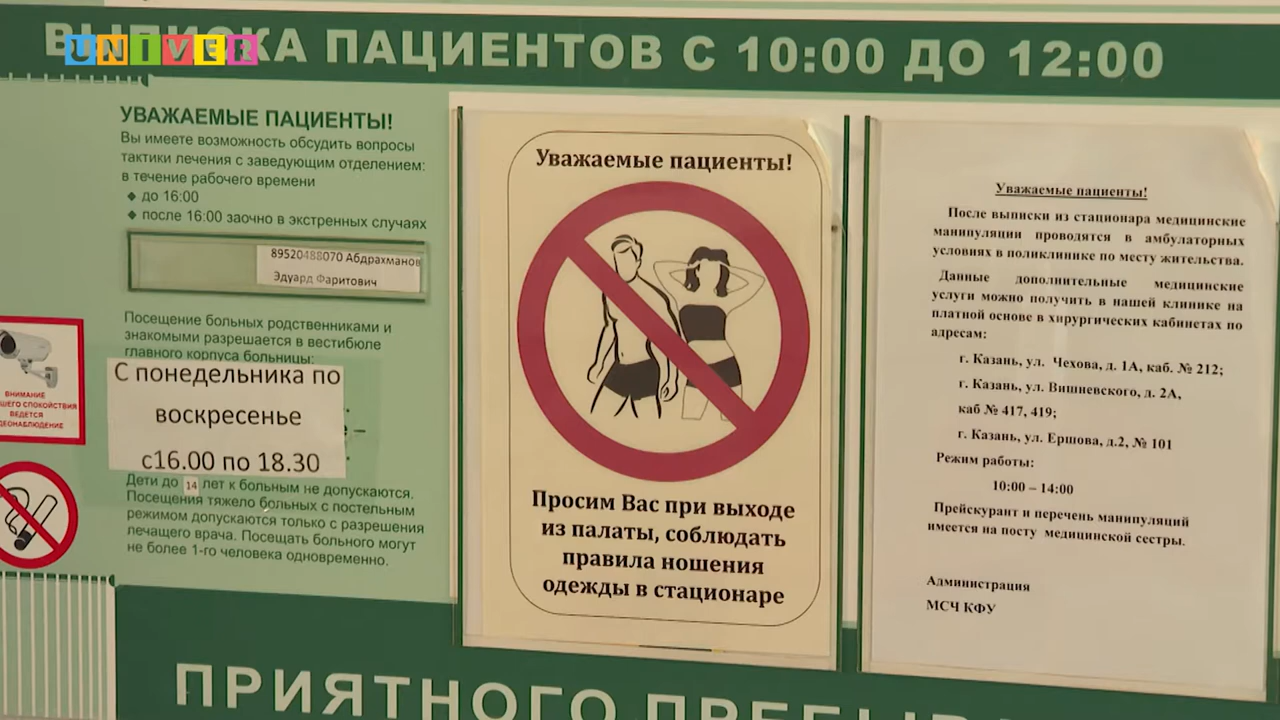 ВЫПИСКА ПАЦИЕНТОВ С 10:00 ДО 12:00
UNIVER
УВАЖАЕМЫЕ ПАЦИЕНТЫ!
Вы имеете возможность обсудить вопросы
тактики лечения с заведующим отделением:
в течение рабочего времени
◆ до 16:00
◆ после 16:00 заочно в экстренных случаях
89520488070 Абдрахманов
Эдуард Фаритович
Посещение больных родственниками и
знакомыми разрешается в вестибюле
главного корпуса больницы:
С понедельника по
воскресенье
с16.00 по 18.30
Дети до 14 лет к больным не допускаются.
Посещения тяжело больных с постельным
режимом допускаются только с разрешения
лечащего врача. Посещать больного могут
не более 1-го человека одновременно.
ВНИМАНИЕ
ШЕГО СПОКОЙСТВИЯ
ВЕДЕТСЯ
ДЕОНАБЛЮДЕНИЕ
Уважаемые пациенты!
Просим Вас при выходе
из палаты, соблюдать
правила ношения
одежды в стационаре
Уважаемые пациенты!
После выписки из стационара медицинские
манипуляции проводятся в амбулаторных
условиях в поликлинике по месту жительства.
Данные дополнительные медицинские
услуги можно получить в нашей клинике на
платной основе в хирургических кабинетах по
адресам:
г. Казань, ул. Чехова, д. 1А, каб. № 212;
г. Казань, ул. Вишневского, д. 2А,
каб № 417, 419;
г. Казань, ул. Ершова, д.2, № 101
Режим работы:
10:00 – 14:00
Прейскурант и перечень манипуляций
имеется на посту медицинской сестры.
Администрация
МСЧ КФУ
ПРИЯТНОГО